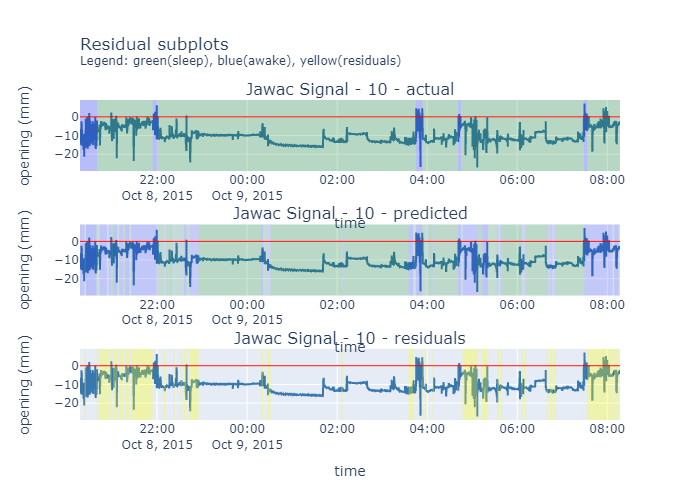 Residual subplots
Legend: green(sleep), blue(awake), yellow(residuals)
Jawac Signal - 10 - actual
opening (mm)
0
−10
−20
22:00
Oct 8, 2015
00:00
Oct 9, 2015
02:00
04:00
06:00
08:00
time
Jawac Signal - 10 - predicted
opening (mm)
0
−10
−20
22:00
Oct 8, 2015
00:00
Oct 9, 2015
02:00
04:00
06:00
08:00
time
Jawac Signal - 10 - residuals
opening (mm)
0
−10
−20
22:00
Oct 8, 2015
00:00
Oct 9, 2015
02:00
04:00
06:00
08:00
time